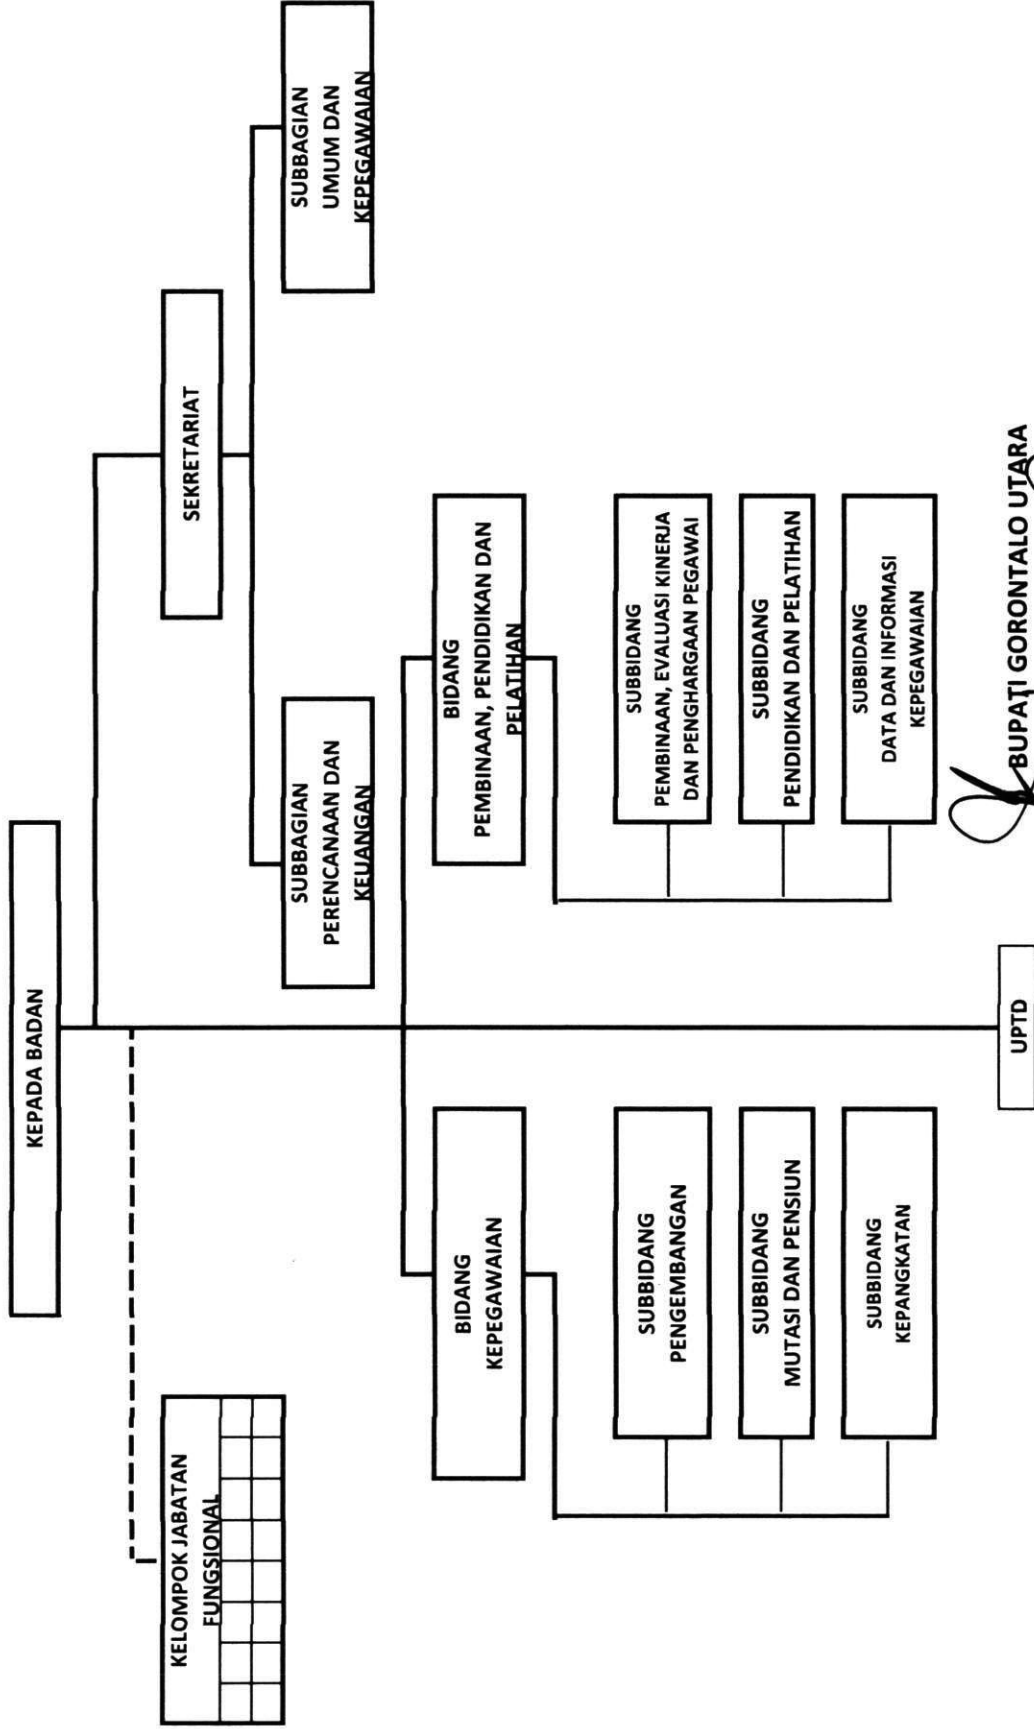 KEPADA BADAN
KELOMPOK JABATAN
FUNGSIONAL
SEKRETARIAT
SUBBAGIAN
PERENCANAAN DAN
KEUANGAN
SUBBAGIAN
UMUM DAN
KEPEGAWAIAN
BIDANG
KEPEGAWAIAN
BIDANG
PEMBINAAN, PENDIDIKAN DAN
PELATIHAN
SUBBIDANG
PENGEMBANGAN
SUBBIDANG
MUTASI DAN PENSIUN
SUBBIDANG
KEPANGKATAN
SUBBIDANG
PEMBINAAN, EVALUASI KINERJA
DAN PENGHARGAAN PEGAWAI
SUBBIDANG
PENDIDIKAN DAN PELATIHAN
SUBBIDANG
DATA DAN INFORMASI
KEPEGAWAIAN
UPTD
BUPATI GORONTALO UTARA